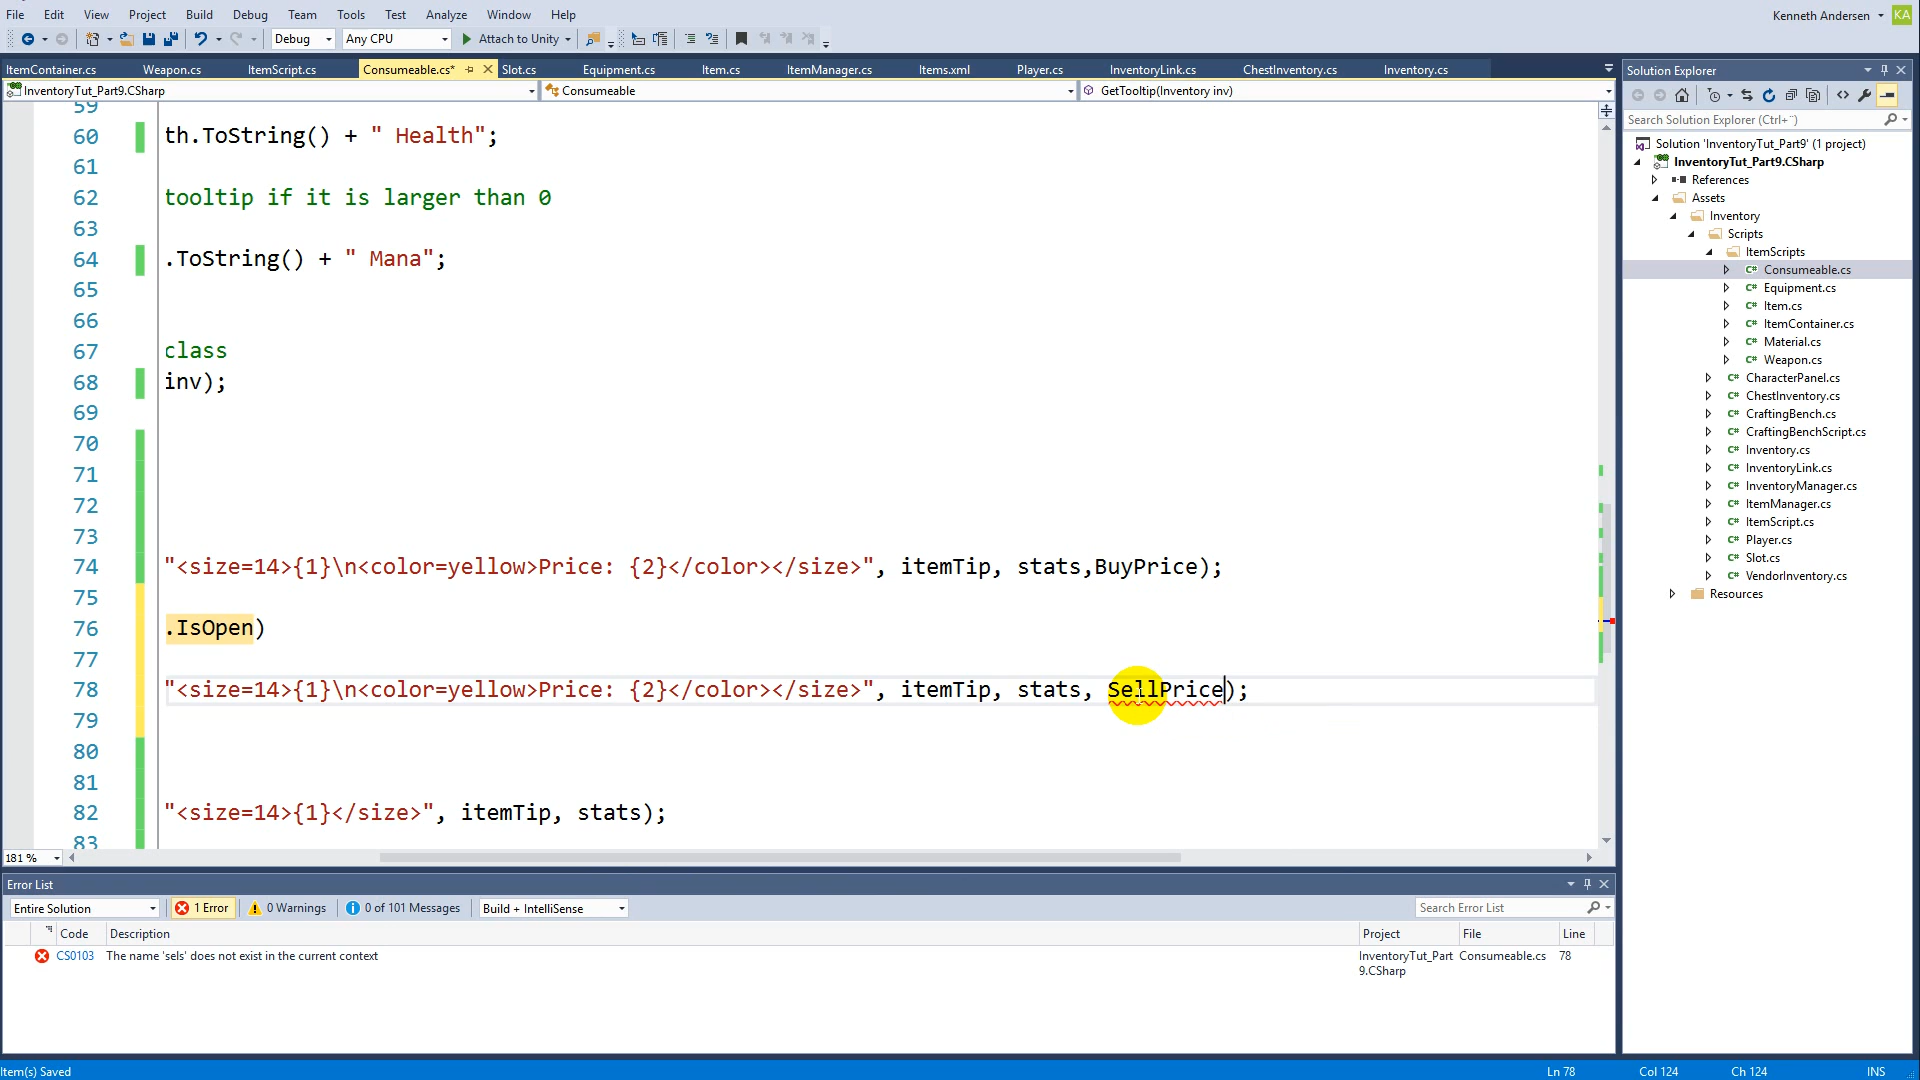 File Edit View Project Build Debug Team Tools Test Analyze Window Help
Kenneth Andersen KA
Debug Any CPU Attach to Unity
ItemContainer.cs Weapon.cs ItemScript.cs Consumeable.cs* Slot.cs Equipment.cs Item.cs ItemManager.cs Items.xml Player.cs InventoryLink.cs ChestInventory.cs Inventory.cs
InventoryTut_Part9.CSharp Consumeable GetTooltip(Inventory inv)
59
60 th.ToString() + " Health";
61
62 tooltip if it is larger than 0
63
64 .ToString() + " Mana";
65
66
67 class
68 inv);
69
70
71
72
73
74 "<size=14>{1}\n<color=yellow>Price: {2}</color></size>", itemTip, stats,BuyPrice);
75
76 .IsOpen)
77
78 "<size=14>{1}\n<color=yellow>Price: {2}</color></size>", itemTip, stats, SellPrice);
79
80
81
82 "<size=14>{1}</size>", itemTip, stats);
83
181 %
Error List
Entire Solution 1 Error 0 Warnings 0 of 101 Messages Build + IntelliSense Search Error List
Code Description Project File Line
CS0103 The name 'sels' does not exist in the current context InventoryTut_Part9.CSharp Consumeable.cs 78
Item(s) Saved Ln 78 Col 124 Ch 124 INS
Solution Explorer
Search Solution Explorer (Ctrl+¨)
Solution 'InventoryTut_Part9' (1 project)
InventoryTut_Part9.CSharp
References
Assets
Inventory
Scripts
ItemScripts
C# Consumeable.cs
C# Equipment.cs
C# Item.cs
C# ItemContainer.cs
C# Material.cs
C# Weapon.cs
C# CharacterPanel.cs
C# ChestInventory.cs
C# CraftingBench.cs
C# CraftingBenchScript.cs
C# Inventory.cs
C# InventoryLink.cs
C# InventoryManager.cs
C# ItemManager.cs
C# ItemScript.cs
C# Player.cs
C# Slot.cs
C# VendorInventory.cs
Resources